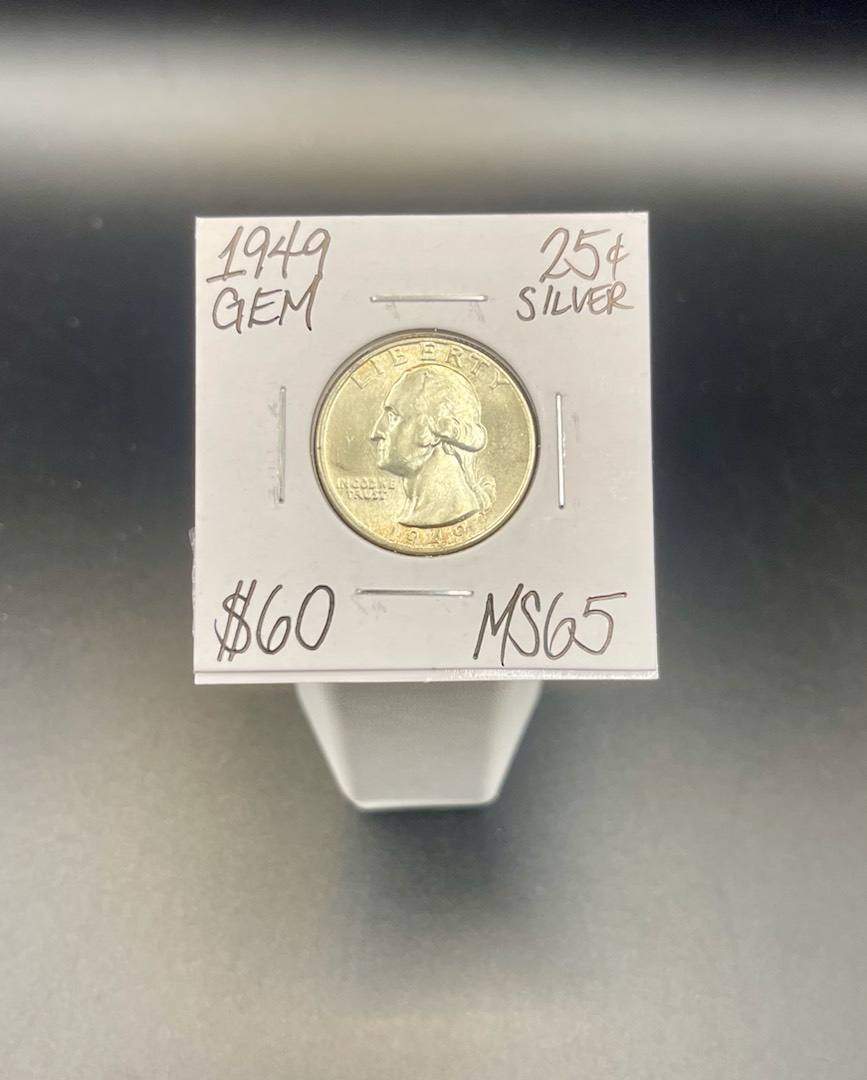 1949
GEM
25¢
SILVER
LIBERTY
IN GOD WE
TRUST
1949
$60
MS65